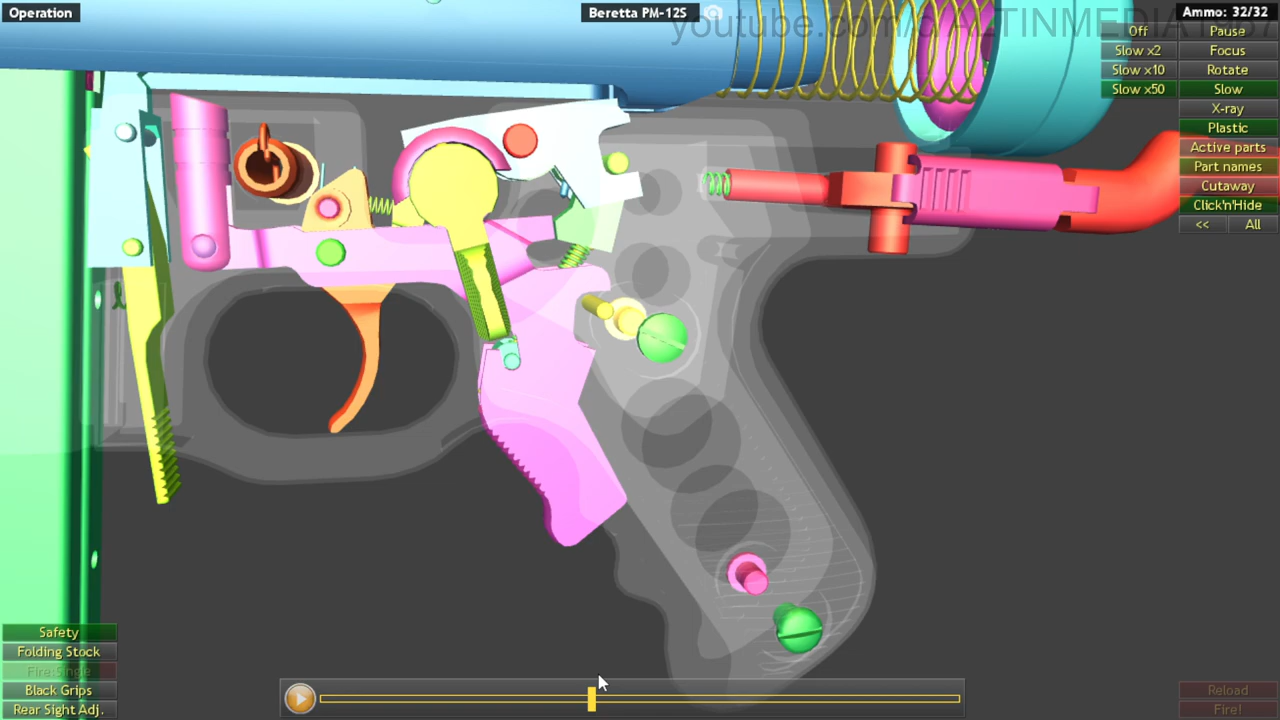 Operation
Beretta PM-12S
Ammo: 32/32
Off
Pause
Slow x2
Focus
Slow x10
Rotate
Slow x50
Slow
X-ray
Plastic
Active parts
Part names
Cutaway
Click'n'Hide
<<
All
Safety
Folding Stock
Fire: Single
Black Grips
Rear Sight Adj.
Reload
Fire!